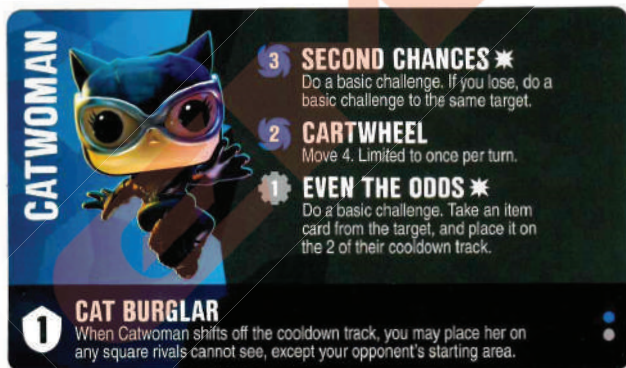 CATWOMAN
3 SECOND CHANCES
Do a basic challenge. If you lose, do a
basic challenge to the same target.
2 CARTWHEEL
Move 4. Limited to once per turn.
1 EVEN THE ODDS
Do a basic challenge. Take an item
card from the target, and place it on
the 2 of their cooldown track.
1 CAT BURGLAR
When Catwoman shifts off the cooldown track, you may place her on
any square rivals cannot see, except your opponent's starting area.